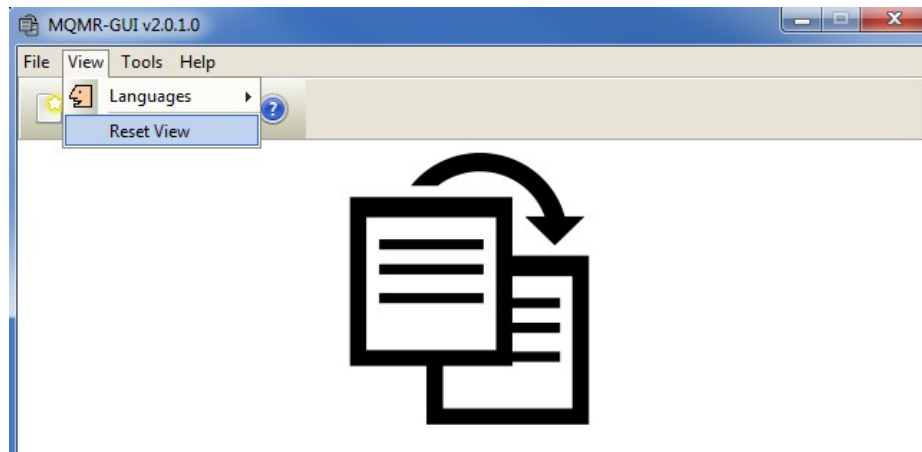 MQMR-GUI v2.0.1.0
File View Tools Help
Languages
Reset View